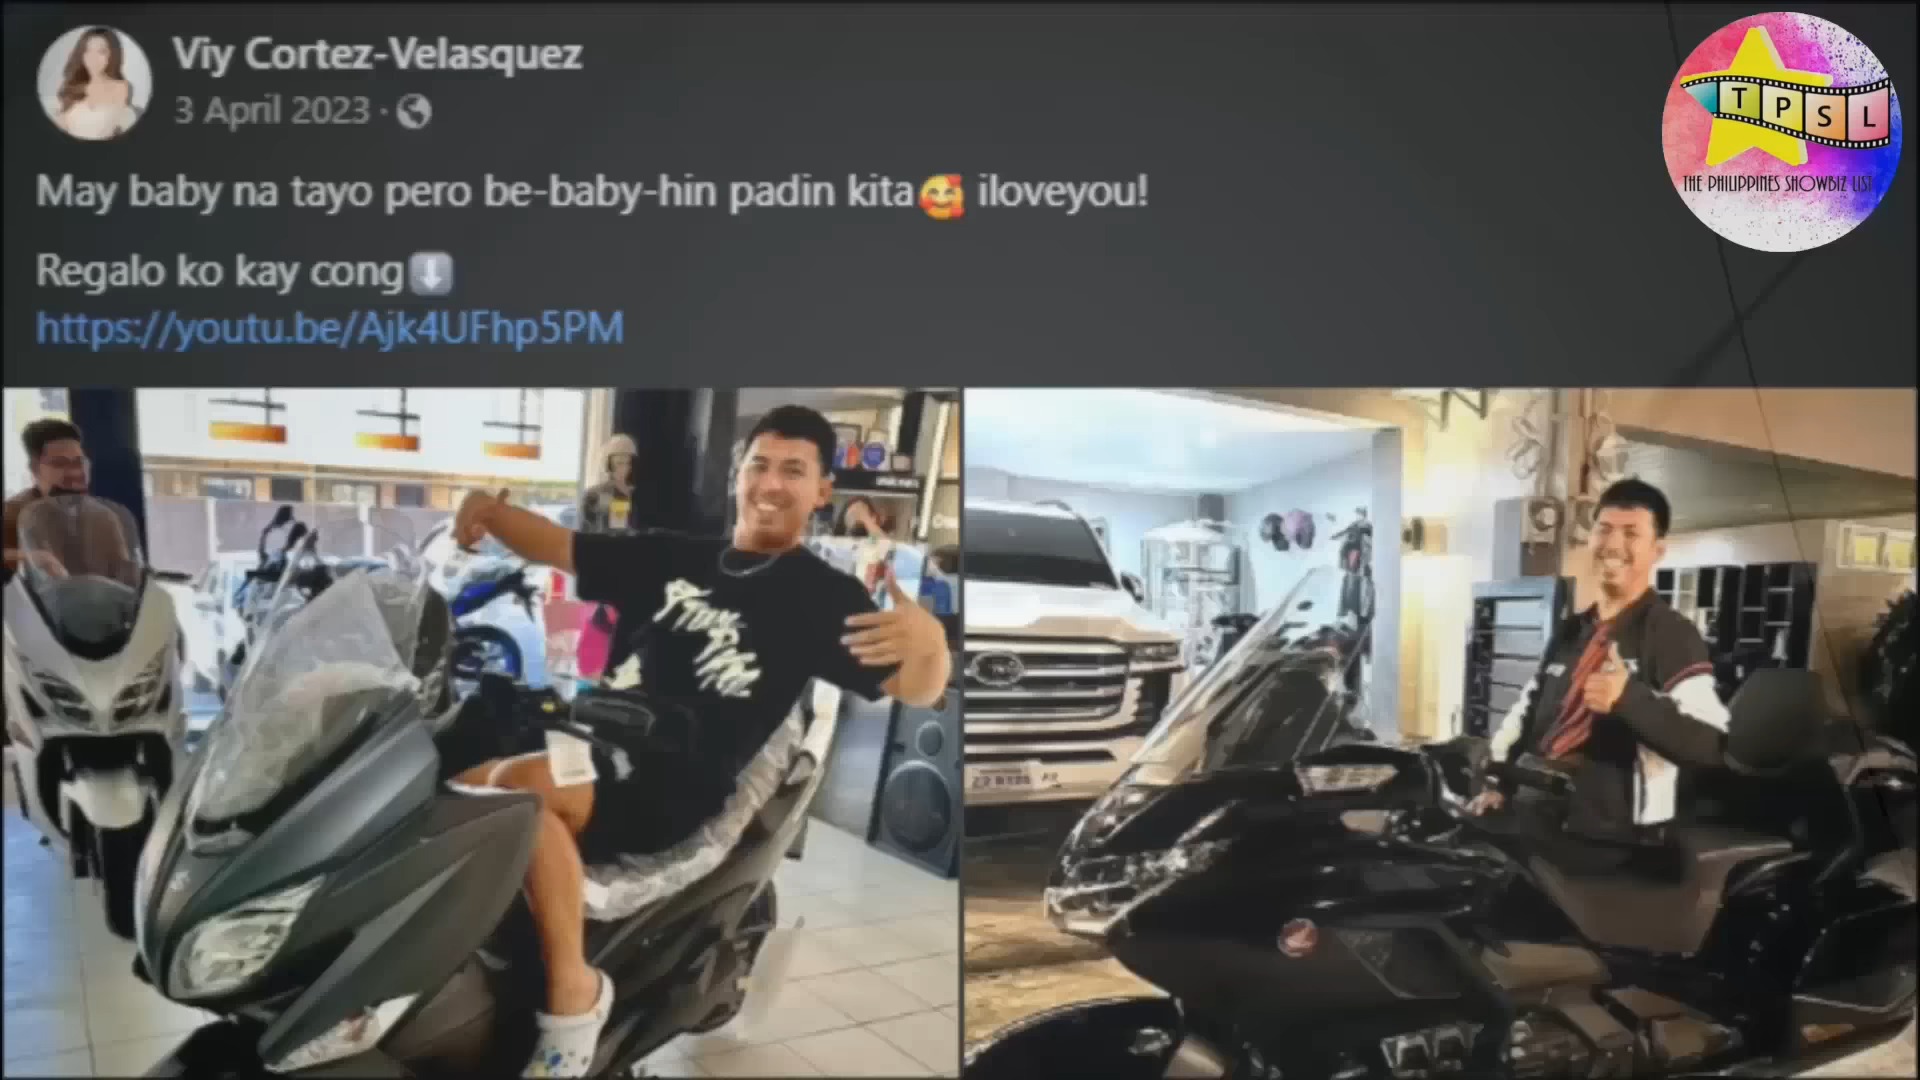 Viy Cortez-Velasquez
3 April 2023 ·
May baby na tayo pero be-baby-hin padin kita🥰 iloveyou!
Regalo ko kay cong⬇️
https://youtu.be/Ajk4UFhp5PM
T P S L
THE PHILIPPINES SHOWBIZ LIST